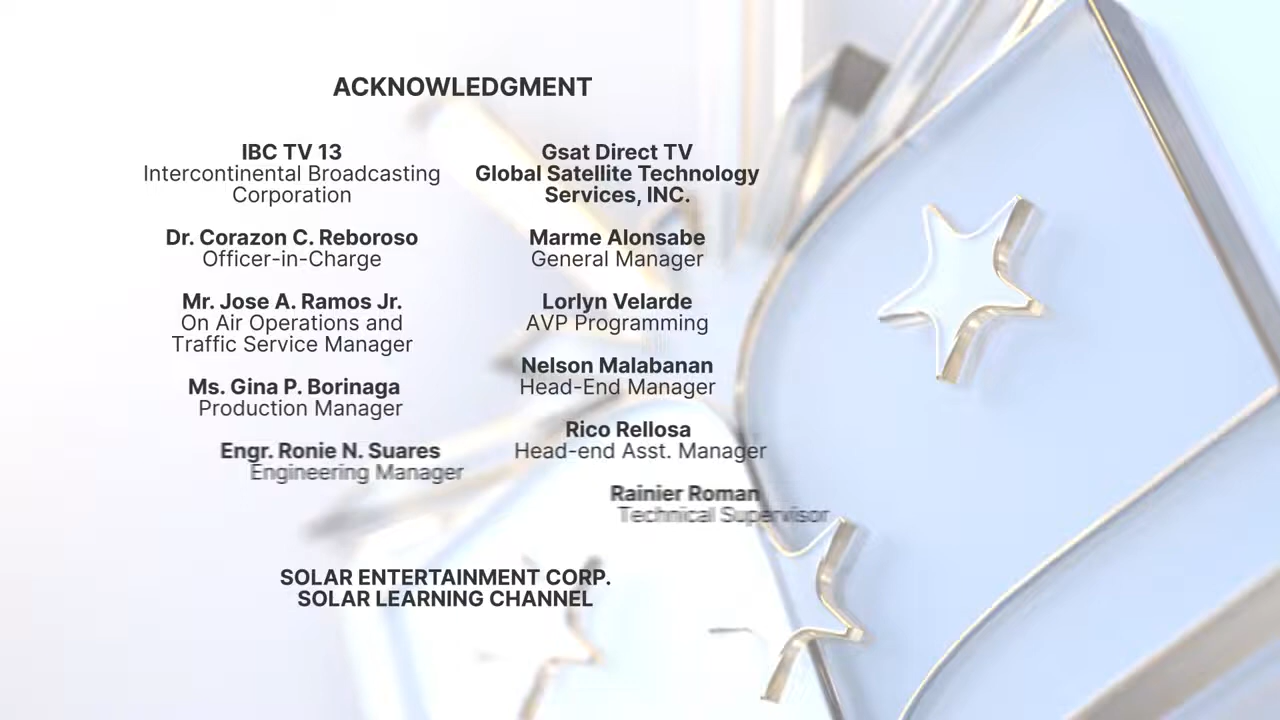 ACKNOWLEDGMENT
IBC TV 13
Intercontinental Broadcasting
Corporation
Dr. Corazon C. Reboroso
Officer-in-Charge
Mr. Jose A. Ramos Jr.
On Air Operations and
Traffic Service Manager
Ms. Gina P. Borinaga
Production Manager
Engr. Ronie N. Suares
Engineering Manager
Gsat Direct TV
Global Satellite Technology
Services, INC.
Marme Alonsabe
General Manager
Lorlyn Velarde
AVP Programming
Nelson Malabanan
Head-End Manager
Rico Rellosa
Head-end Asst. Manager
Rainier Roman
Technical Supervisor
SOLAR ENTERTAINMENT CORP.
SOLAR LEARNING CHANNEL